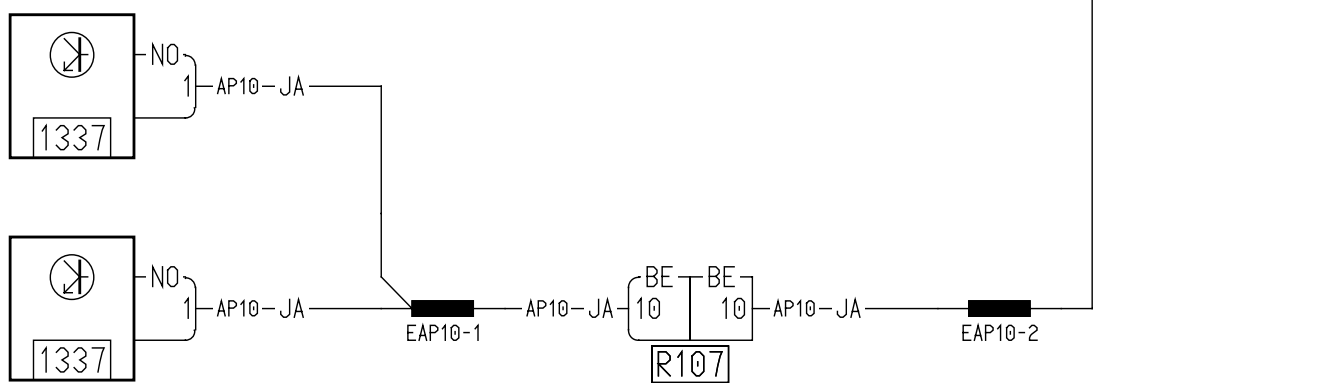 NO
1 AP10 JA
1337
NO BE BE
1 AP10 JA AP10 JA 10 10 AP10 JA
EAP10-1 EAP10-2
1337 R107